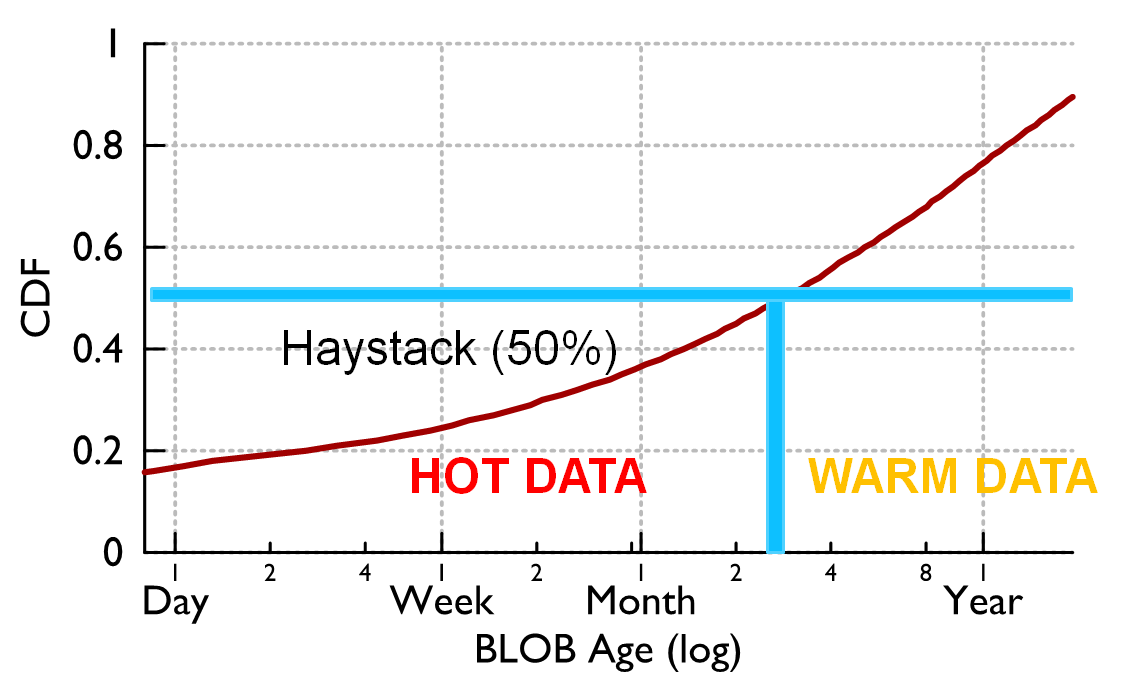 1
0.8
0.6
0.4
0.2
0
CDF
Haystack (50%)
HOT DATA
WARM DATA
1 2 4 1 2 1 2 4 8 1
Day Week Month Year
BLOB Age (log)